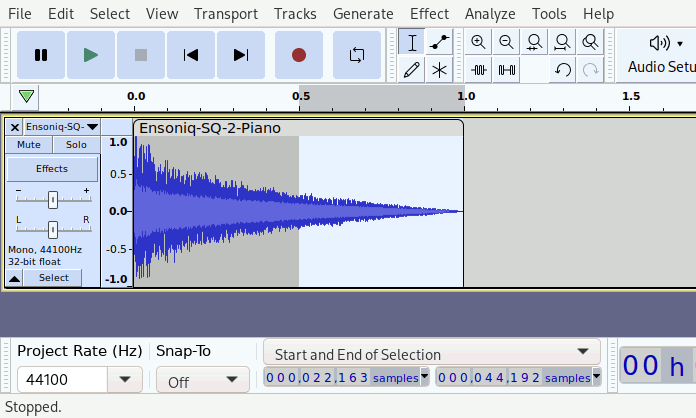 File Edit Select View Transport Tracks Generate Effect Analyze Tools Help
Audio Setu
0.0 0.5 1.0 1.5
Ensoniq-SQ-
Ensoniq-SQ-2-Piano
Mute Solo
Effects
- +
L R
Mono, 44100Hz
32-bit float
Select
1.0
0.5
0.0
-0.5
-1.0
Project Rate (Hz) Snap-To
Start and End of Selection
44100 Off
000,022,163 samples 000,044,192 samples
00 h
Stopped.